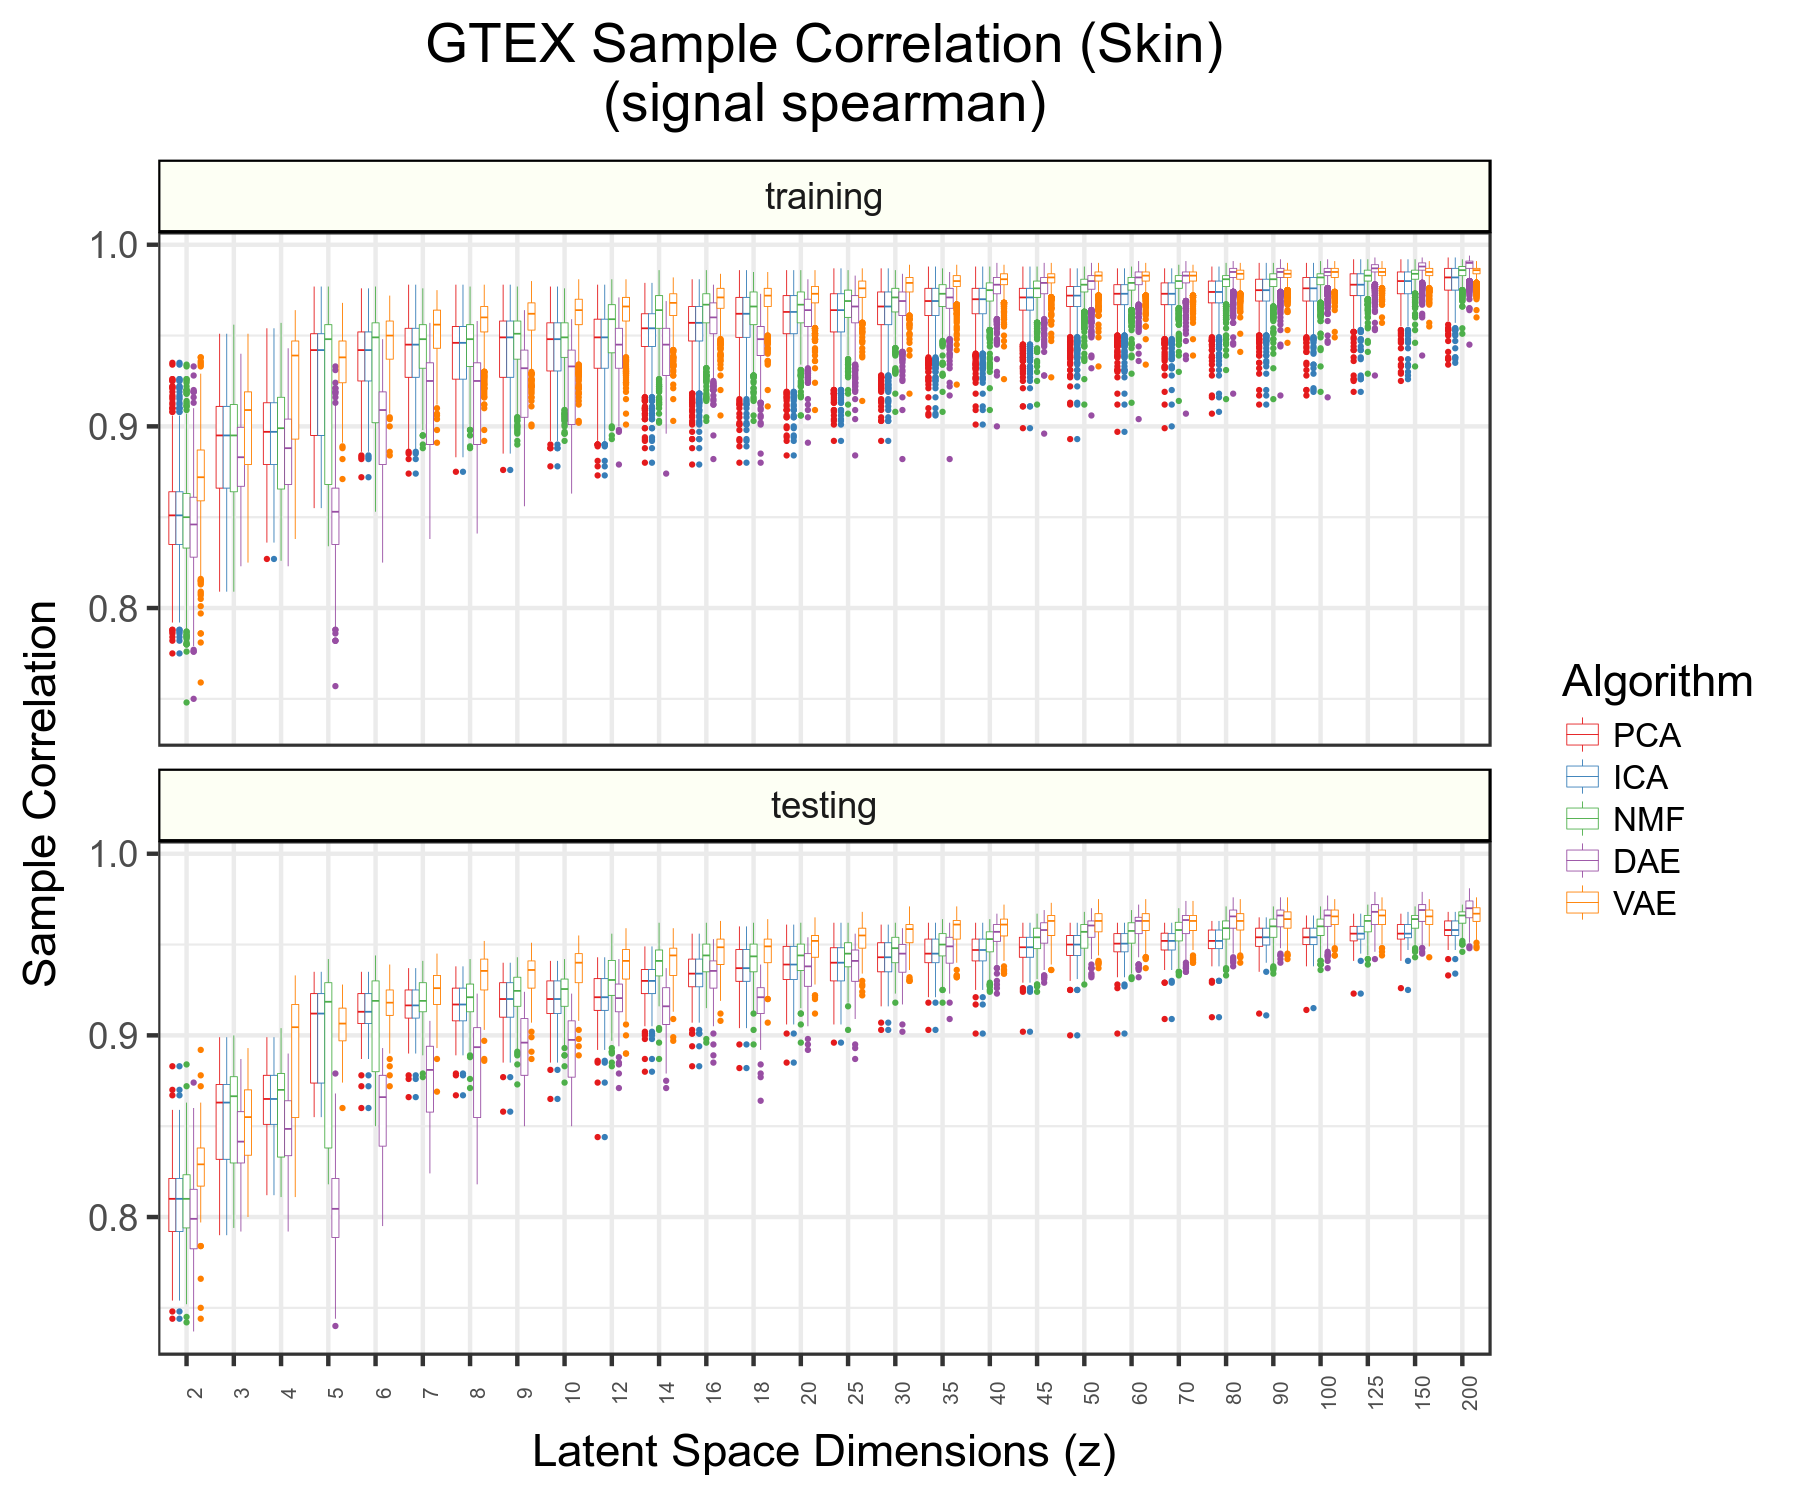 GTEX Sample Correlation (Skin)
(signal spearman)
training
1.0
0.9
0.8
testing
1.0
0.9
0.8
Sample Correlation
2 3 4 5 6 7 8 9 10 12 14 16 18 20 25 30 35 40 45 50 60 70 80 90 100 125 150 200
Latent Space Dimensions (z)
Algorithm
PCA
ICA
NMF
DAE
VAE